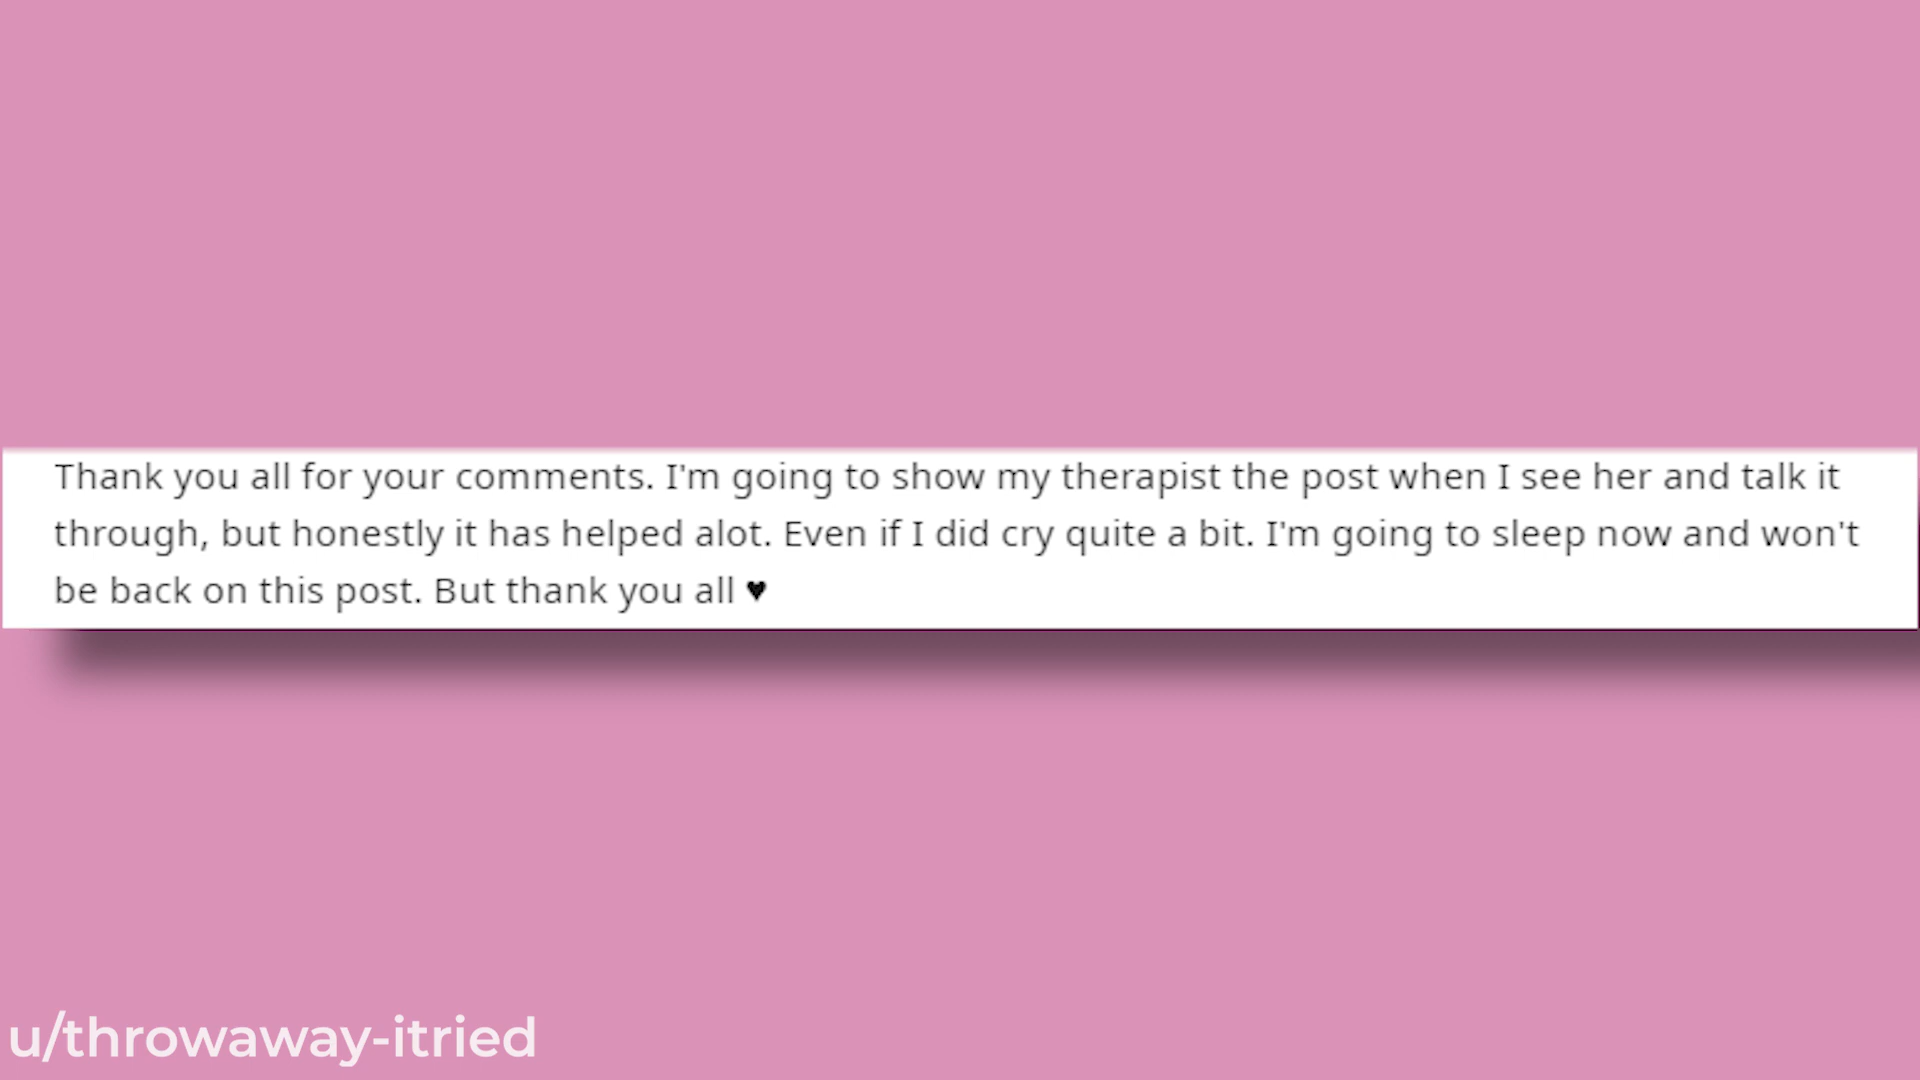 Thank you all for your comments. I'm going to show my therapist the post when I see her and talk it
through, but honestly it has helped alot. Even if I did cry quite a bit. I'm going to sleep now and won't
be back on this post. But thank you all ♥
u/throwaway-itried